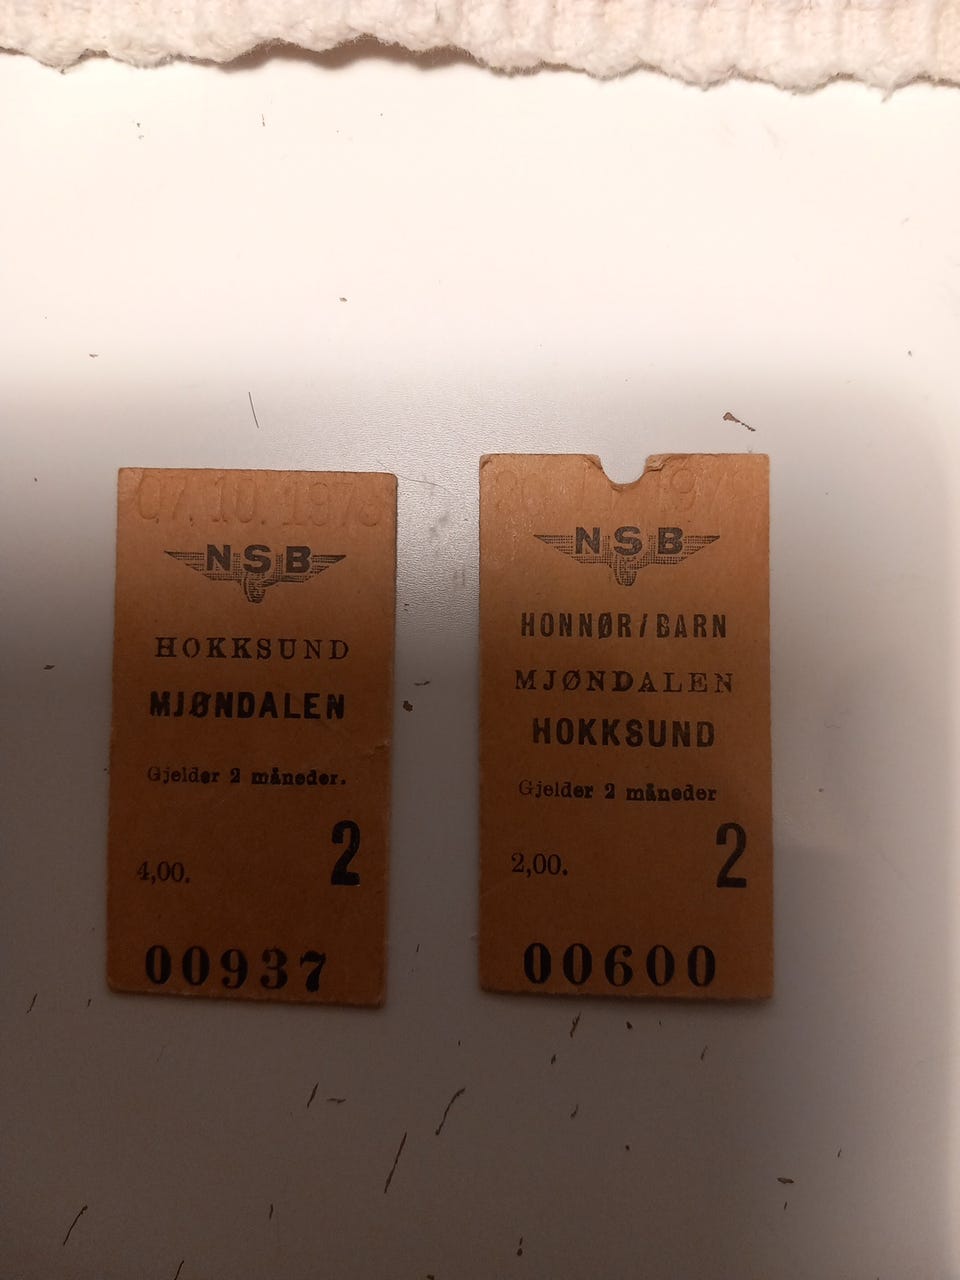 07.10.1978
NSB
HOKKSUND
MJØNDALEN
Gjelder 2 måneder.
2
4,00.
00937
NSB
HONNØR/BARN
MJØNDALEN
HOKKSUND
Gjelder 2 måneder
2
2,00.
00600